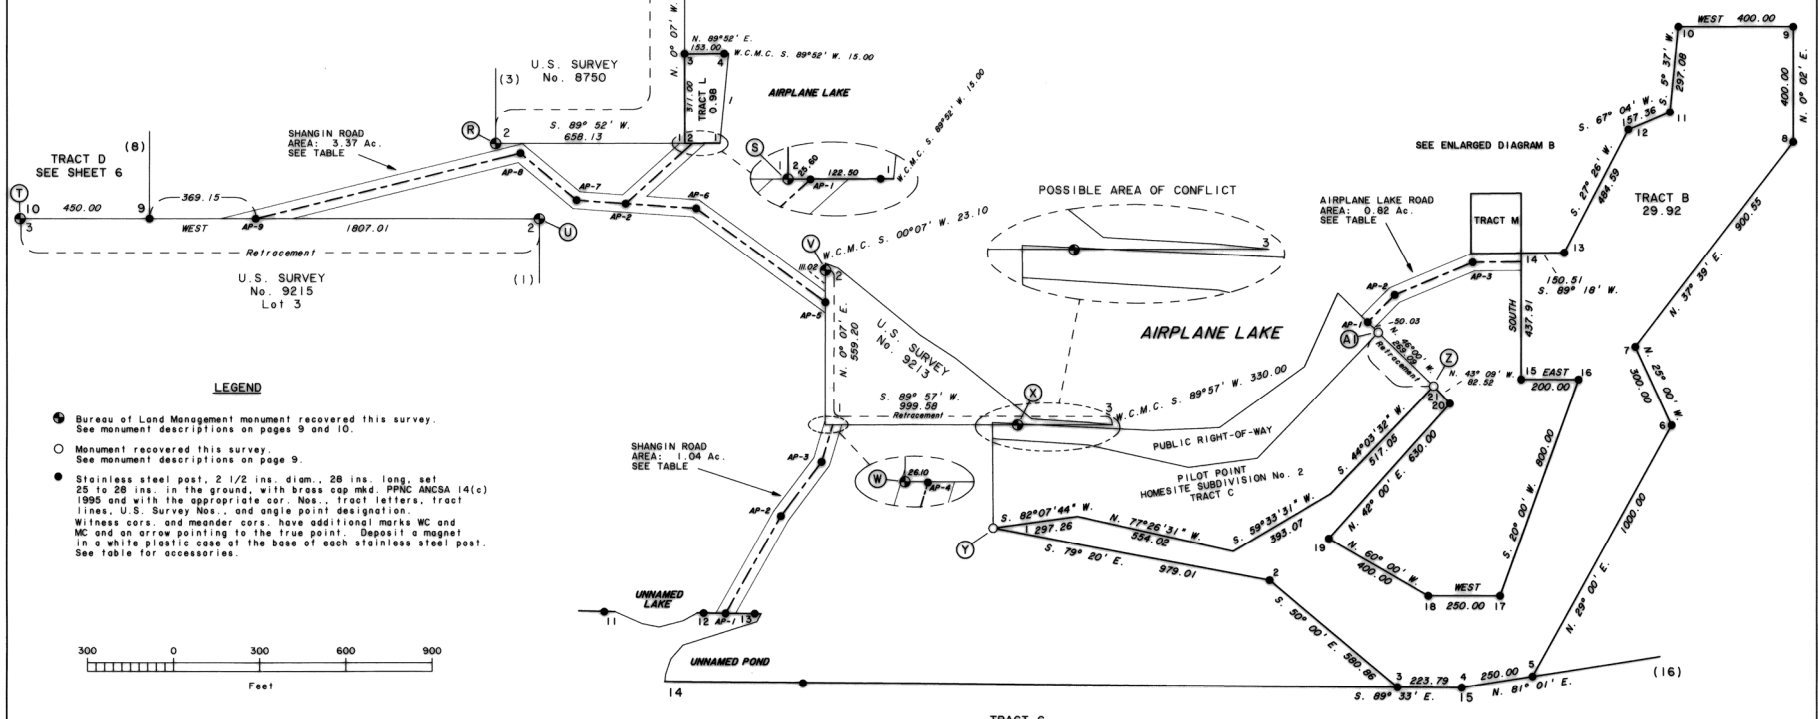 N. 0° 07' W.
N. 89°52' E.
153.00
3
4
W.C.M.C. S. 89°52' W. 15.00
311.00
TRACT L
0.98
1
AIRPLANE LAKE
U.S. SURVEY
No. 8750
(3)
R
2
S. 89° 52' W.
658.13
1
2
1
(8)
SHANGIN ROAD
AREA: 3.37 Ac.
SEE TABLE
TRACT D
SEE SHEET 6
T
10
450.00
9
369.15
3
WEST
AP-9
1807.01
2
U
Retracement
U.S. SURVEY
No. 9215
Lot 3
(1)
AP-8
AP-7
AP-2
AP-6
AP-5
S
1
2
25.60
AP-1
122.50
1
W.C.M.C. S. 89°52' W. 15.00
V
W.C.M.C. S. 00°07' W. 23.10
111.02
2
N. 0° 07' E.
559.20
U.S. SURVEY
No. 9213
S. 89° 57' W.
999.58
Retracement
1
X
3
W.C.M.C. S. 89°57' W. 330.00
POSSIBLE AREA OF CONFLICT
3
AIRPLANE LAKE
SHANGIN ROAD
AREA: 1.04 Ac.
SEE TABLE
AP-3
AP-2
W
26.10
AP-4
UNNAMED
LAKE
11
12
AP-1
13
UNNAMED POND
14
PUBLIC RIGHT-OF-WAY
PILOT POINT
HOMESITE SUBDIVISION No. 2
TRACT C
AIRPLANE LAKE ROAD
AREA: 0.82 Ac.
SEE TABLE
AP-1
AP-2
AP-3
A1
50.03
N. 46°00' W.
269.09
Retracement
Z
N. 43° 09' W.
82.52
21
20
TRACT M
14
13
150.51
S. 89° 18' W.
SOUTH
437.91
15
EAST
16
200.00
SEE ENLARGED DIAGRAM B
TRACT B
29.92
WEST
400.00
10
9
S. 5° 37' W.
297.08
N. 0° 02' E.
400.00
S. 67° 04' W.
157.36
12
11
8
S. 27° 26' W.
484.59
N. 37° 39' E.
900.55
7
N. 25° 00' W.
300.00
6
N. 29° 00' E.
1000.00
S. 20° 00' W.
800.00
S. 44°03'32" W.
517.05
N. 42° 00' E.
630.00
S. 59°33'31" W.
393.07
N. 77°26'31" W.
554.02
S. 82°07'44" W.
1
297.26
Y
S. 79° 20' E.
979.01
2
19
N. 60° 00' W.
400.00
18
WEST
250.00
17
S. 50° 00' E.
580.86
3
223.79
S. 89° 33' E.
4
15
250.00
N. 81° 01' E.
5
(16)
LEGEND
Bureau of Land Management monument recovered this survey.
See monument descriptions on pages 9 and 10.
Monument recovered this survey.
See monument descriptions on page 9.
Stainless steel post, 2 1/2 ins. diam., 28 ins. long, set
25 to 28 ins. in the ground, with brass cap mkd. PPNC ANCSA 14(c)
1995 and with the appropriate cor. Nos., tract letters, tract
lines, U.S. Survey Nos., and angle point designation.
Witness cors. and meander cors. have additional marks WC and
MC and an arrow pointing to the true point. Deposit a magnet
in a white plastic case at the base of each stainless steel post.
See table for accessories.
300
0
300
600
900
Feet